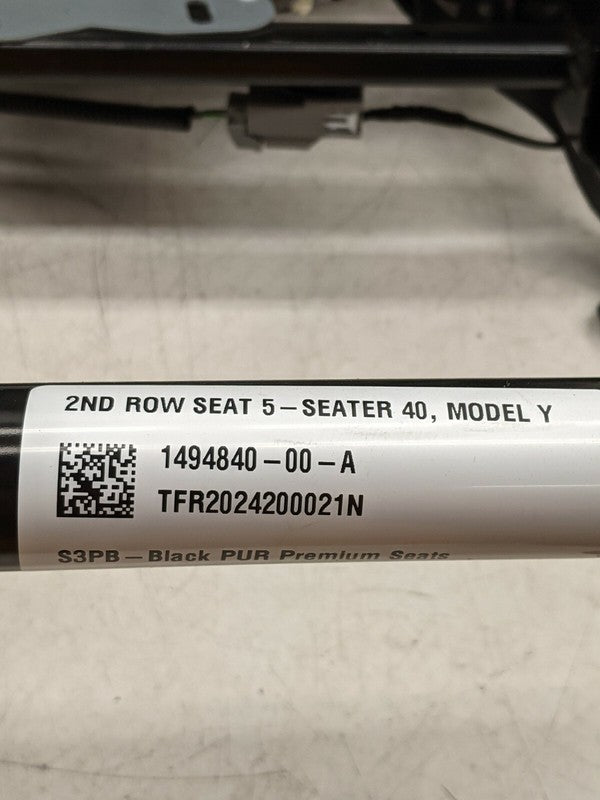 2ND ROW SEAT 5-SEATER 40, MODEL Y
1494840-00-A
TFR2024200021N
S3PB-Black PUR Premium Seats